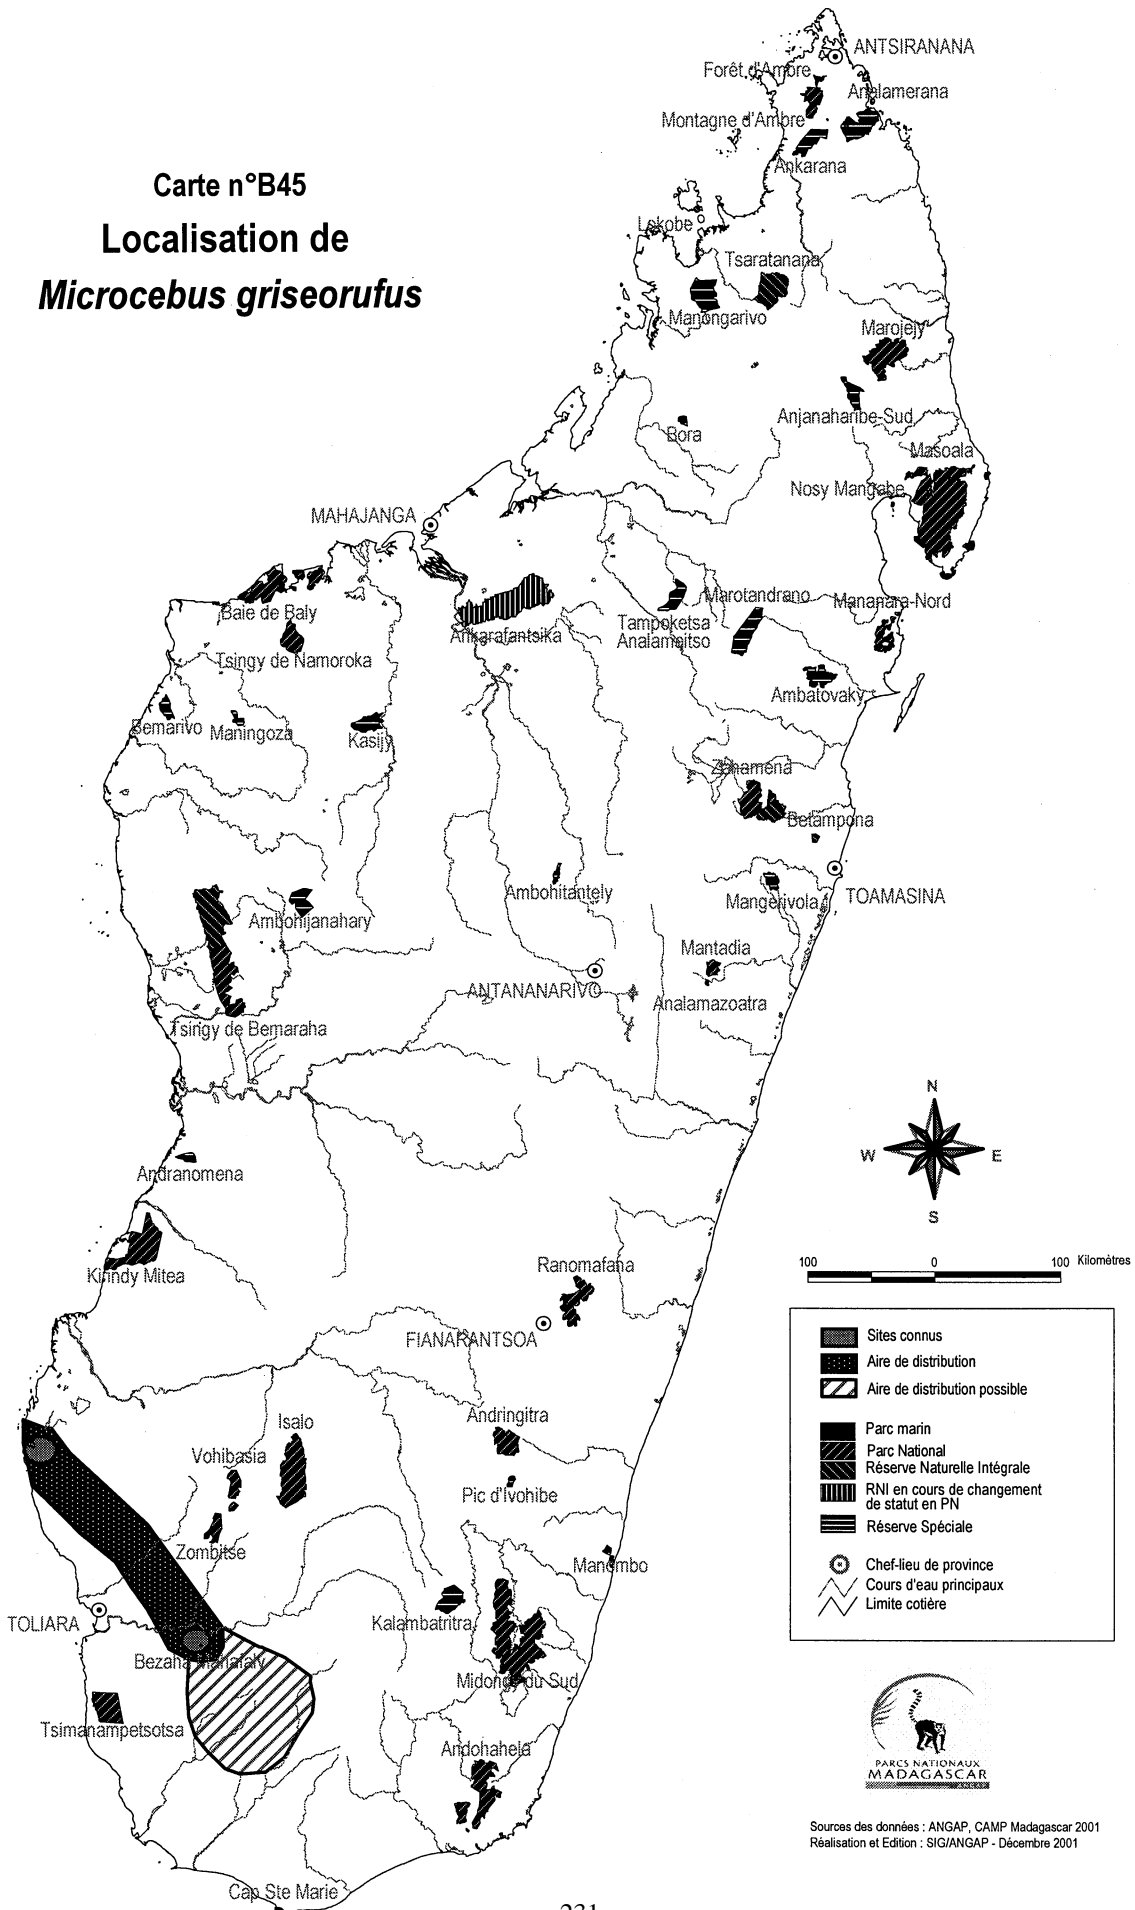 ANTSIRANANA
Forêt d'Ambre
Analamerana
Montagne d'Ambre
Ankarana
Carte n°B45
Localisation de
Microcebus griseorufus
Lokobe
Tsaratanana
Manongarivo
Marojejy
Anjanaharibe-Sud
Bora
Masoala
Nosy Mangabe
MAHAJANGA
Baie de Baly
Ankarafantsika
Tampoketsa
Analamaitso
Marotandrano
Mananara-Nord
Tsingy de Namoroka
Ambatovaky
Bemarivo
Maningoza
Kasijy
Zahamena
Betampona
Ambohitantely
Mangerivola
TOAMASINA
Ambohijanahary
Mantadia
ANTANANARIVO
Analamazoatra
Tsingy de Bemaraha
N
W
E
S
Andranomena
Kirindy Mitea
Ranomafana
100 0 100 Kilomètres
FIANARANTSOA
Sites connus
Aire de distribution
Aire de distribution possible
Parc marin
Parc National
Réserve Naturelle Intégrale
RNI en cours de changement
de statut en PN
Réserve Spéciale
Chef-lieu de province
Cours d'eau principaux
Limite cotière
Isalo
Andringitra
Vohibasia
Pic d'Ivohibe
Zombitse
Manombo
TOLIARA
Kalambatritra
Bezaha Mahafaly
Midongy du Sud
Tsimanampetsotsa
Andohahela
PARCS NATIONAUX
MADAGASCAR
ANGAP
Sources des données : ANGAP, CAMP Madagascar 2001
Réalisation et Edition : SIG/ANGAP - Décembre 2001
Cap Ste Marie
231